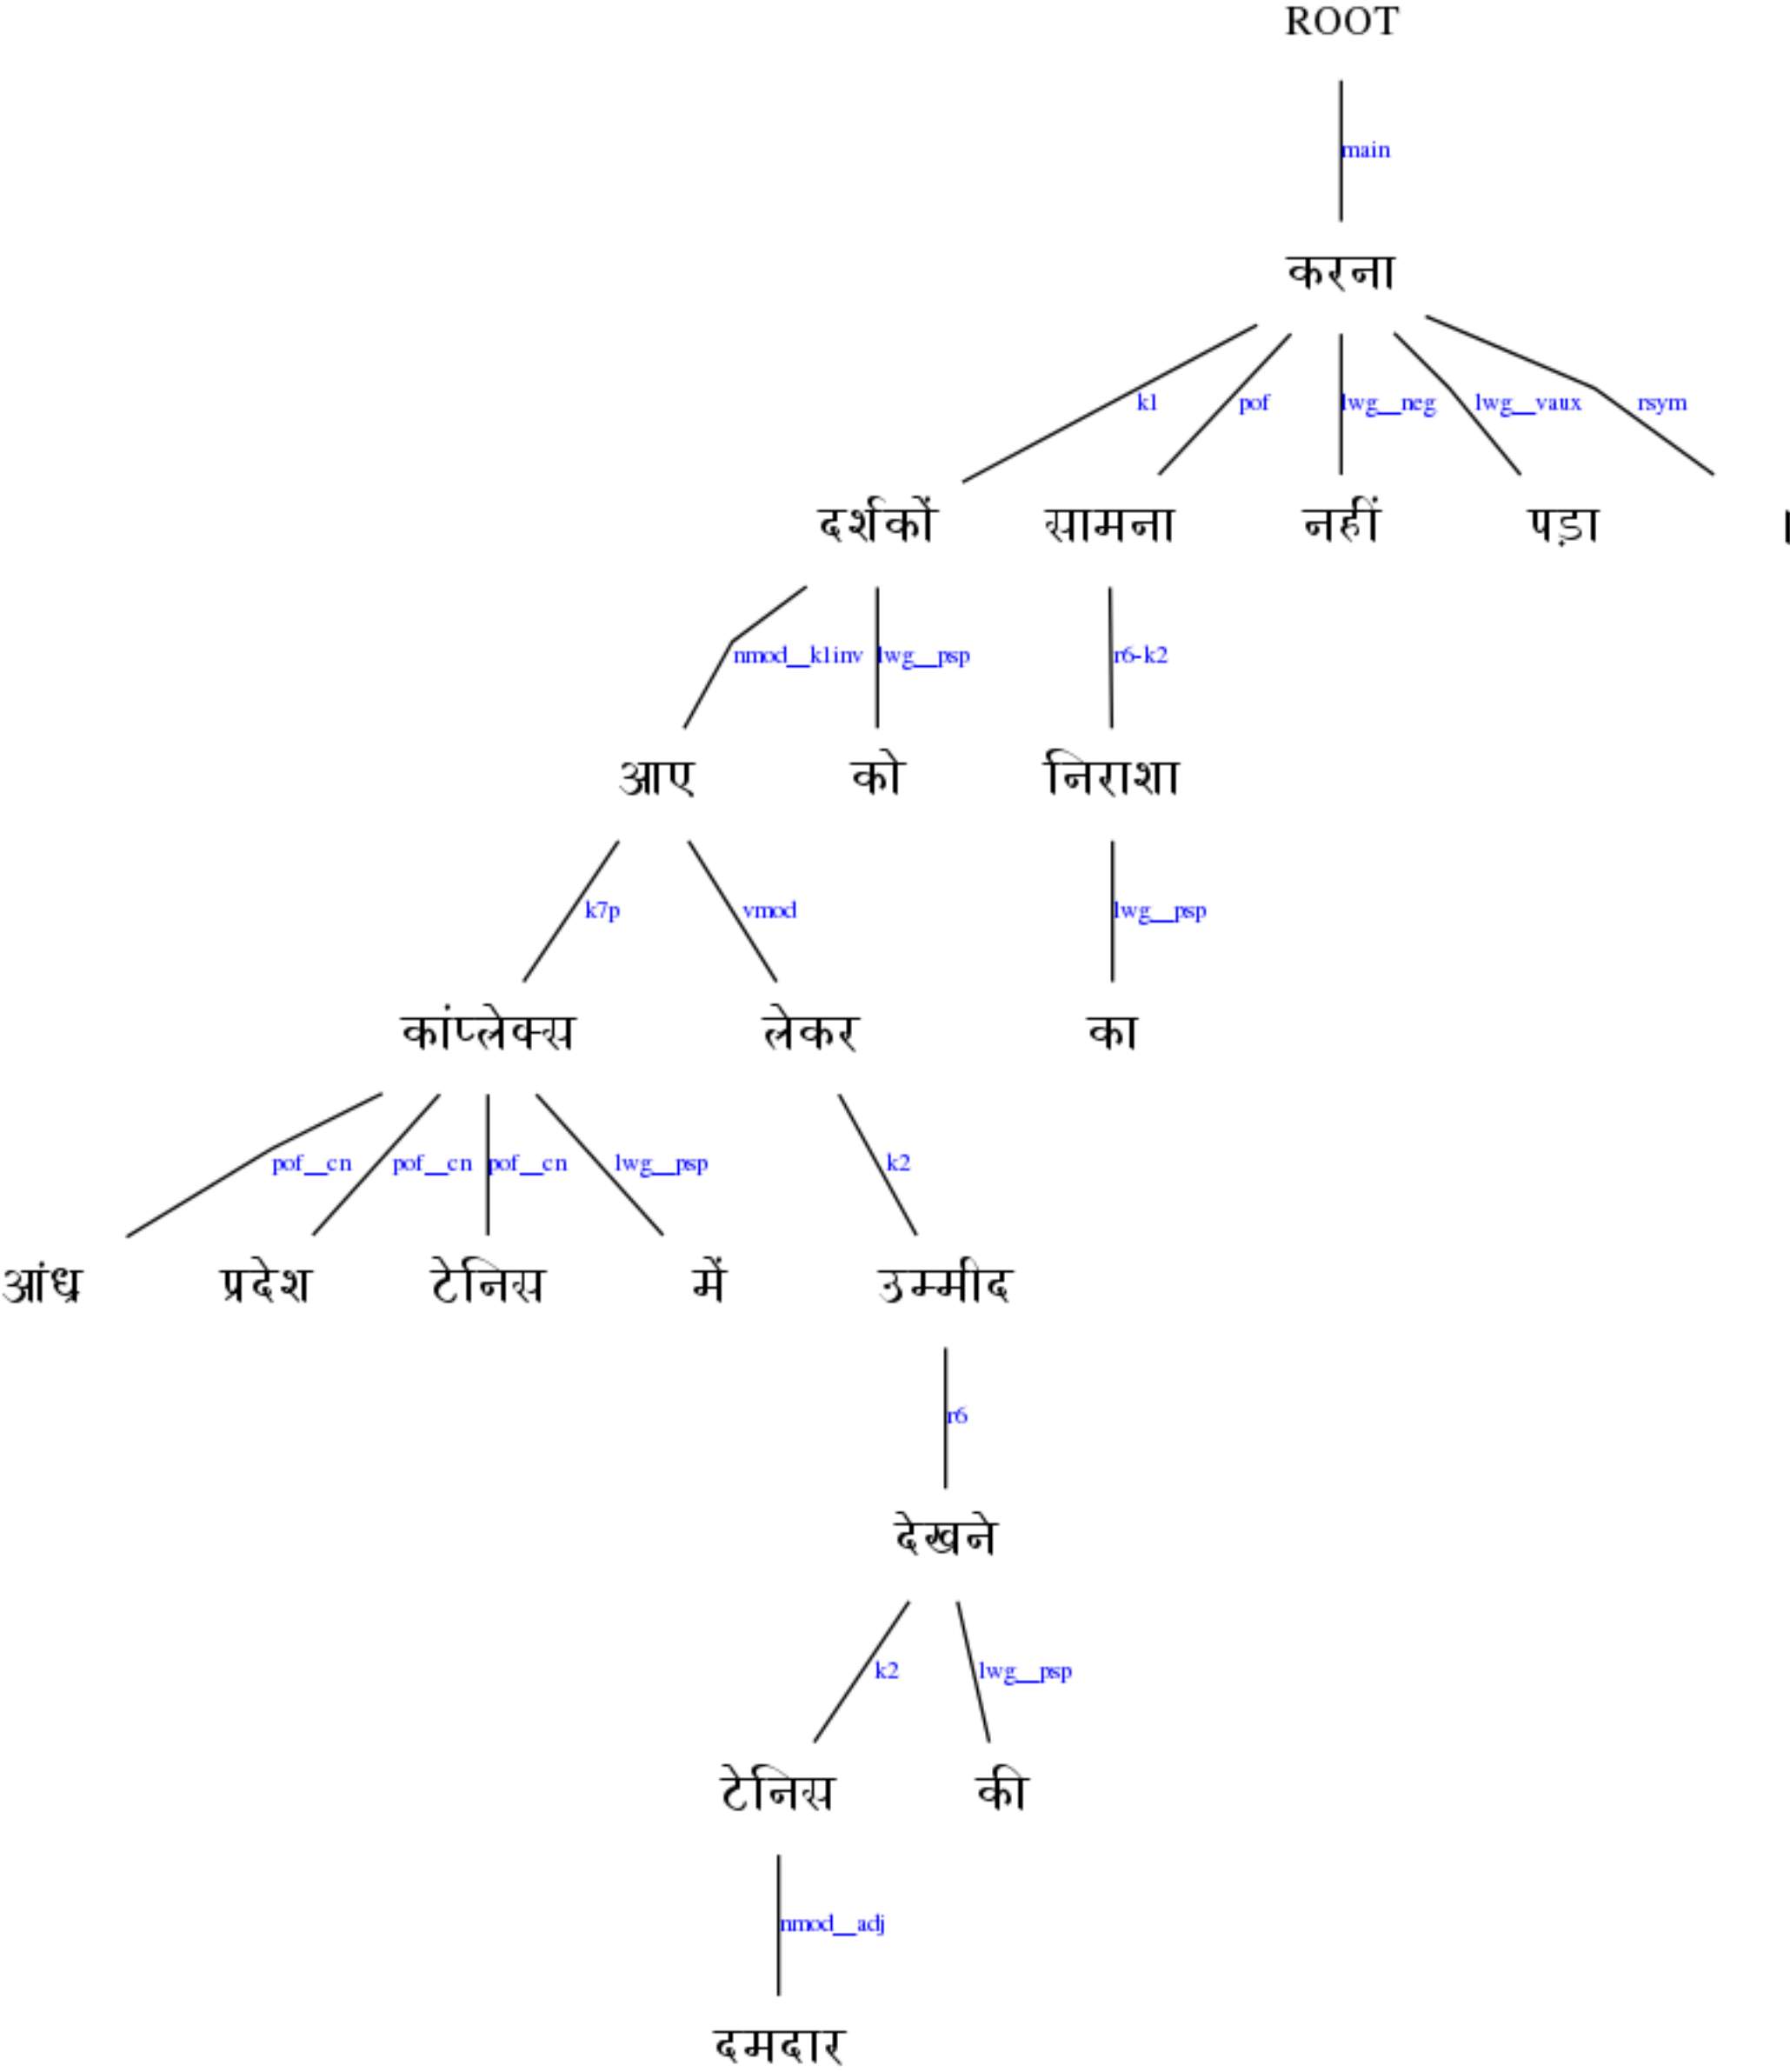 ROOT
main
करना
k1 pof lwg__neg lwg__vaux rsym
दर्शकों सामना नहीं पड़ा ।
nmod__k1inv lwg__psp r6-k2
आए को निराशा
k7p vmod lwg__psp
कांप्लेक्स लेकर का
pof__cn pof__cn pof__cn lwg__psp k2
आंध्र प्रदेश टेनिस में उम्मीद
r6
देखने
k2 lwg__psp
टेनिस की
nmod__adj
दमदार